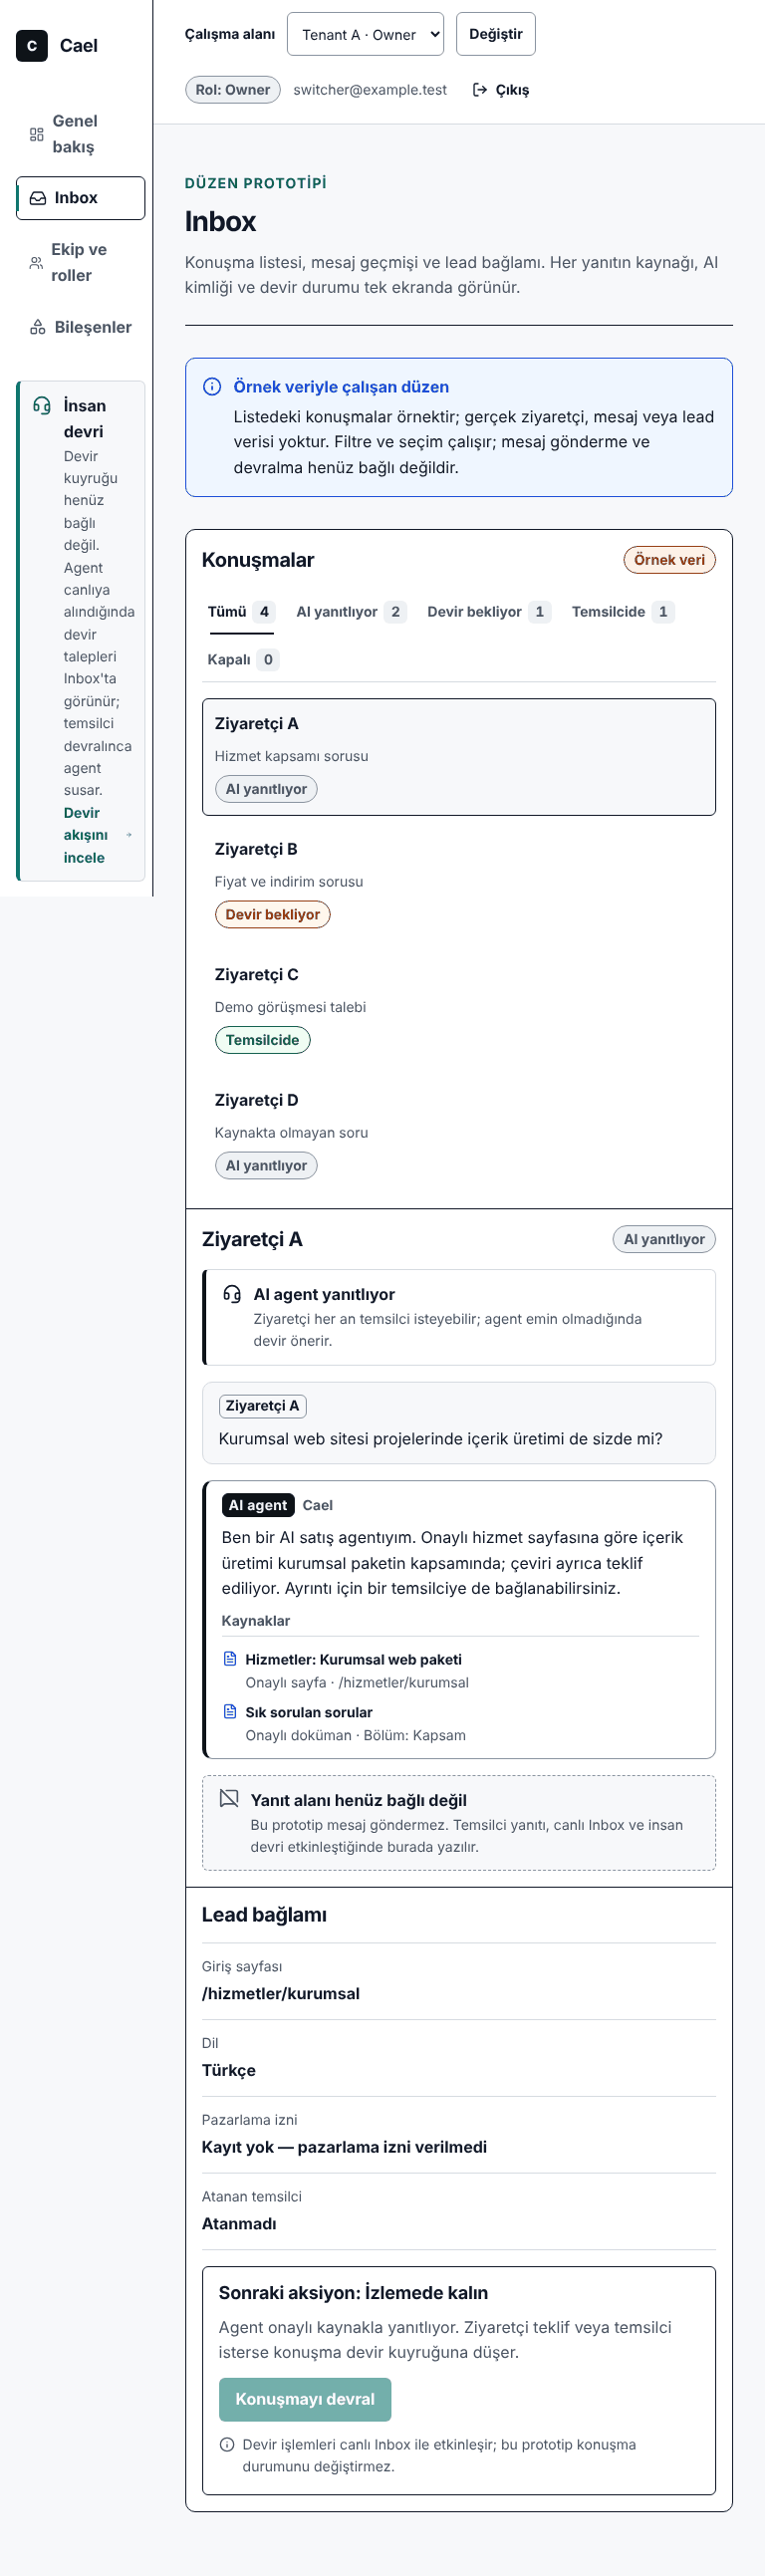 C Cael
Genel
bakış
Inbox
Ekip ve
roller
Bileşenler
İnsan
devri
Devir
kuyruğu
henüz
bağlı
değil.
Agent
canlıya
alındığında
devir
talepleri
Inbox'ta
görünür;
temsilci
devralınca
agent
susar.
Devir
akışını
incele
Çalışma alanı Tenant A · Owner Değiştir
Rol: Owner switcher@example.test Çıkış
DÜZEN PROTOTİPİ
Inbox
Konuşma listesi, mesaj geçmişi ve lead bağlamı. Her yanıtın kaynağı, AI
kimliği ve devir durumu tek ekranda görünür.
Örnek veriyle çalışan düzen
Listedeki konuşmalar örnektir; gerçek ziyaretçi, mesaj veya lead
verisi yoktur. Filtre ve seçim çalışır; mesaj gönderme ve
devralma henüz bağlı değildir.
Konuşmalar Örnek veri
Tümü 4 AI yanıtlıyor 2 Devir bekliyor 1 Temsilcide 1
Kapalı 0
Ziyaretçi A
Hizmet kapsamı sorusu
AI yanıtlıyor
Ziyaretçi B
Fiyat ve indirim sorusu
Devir bekliyor
Ziyaretçi C
Demo görüşmesi talebi
Temsilcide
Ziyaretçi D
Kaynakta olmayan soru
AI yanıtlıyor
Ziyaretçi A AI yanıtlıyor
AI agent yanıtlıyor
Ziyaretçi her an temsilci isteyebilir; agent emin olmadığında
devir önerir.
Ziyaretçi A
Kurumsal web sitesi projelerinde içerik üretimi de sizde mi?
AI agent Cael
Ben bir AI satış agentıyım. Onaylı hizmet sayfasına göre içerik
üretimi kurumsal paketin kapsamında; çeviri ayrıca teklif
ediliyor. Ayrıntı için bir temsilciye de bağlanabilirsiniz.
Kaynaklar
Hizmetler: Kurumsal web paketi
Onaylı sayfa · /hizmetler/kurumsal
Sık sorulan sorular
Onaylı doküman · Bölüm: Kapsam
Yanıt alanı henüz bağlı değil
Bu prototip mesaj göndermez. Temsilci yanıtı, canlı Inbox ve insan
devri etkinleştiğinde burada yazılır.
Lead bağlamı
Giriş sayfası
/hizmetler/kurumsal
Dil
Türkçe
Pazarlama izni
Kayıt yok — pazarlama izni verilmedi
Atanan temsilci
Atanmadı
Sonraki aksiyon: İzlemede kalın
Agent onaylı kaynakla yanıtlıyor. Ziyaretçi teklif veya temsilci
isterse konuşma devir kuyruğuna düşer.
Konuşmayı devral
Devir işlemleri canlı Inbox ile etkinleşir; bu prototip konuşma
durumunu değiştirmez.